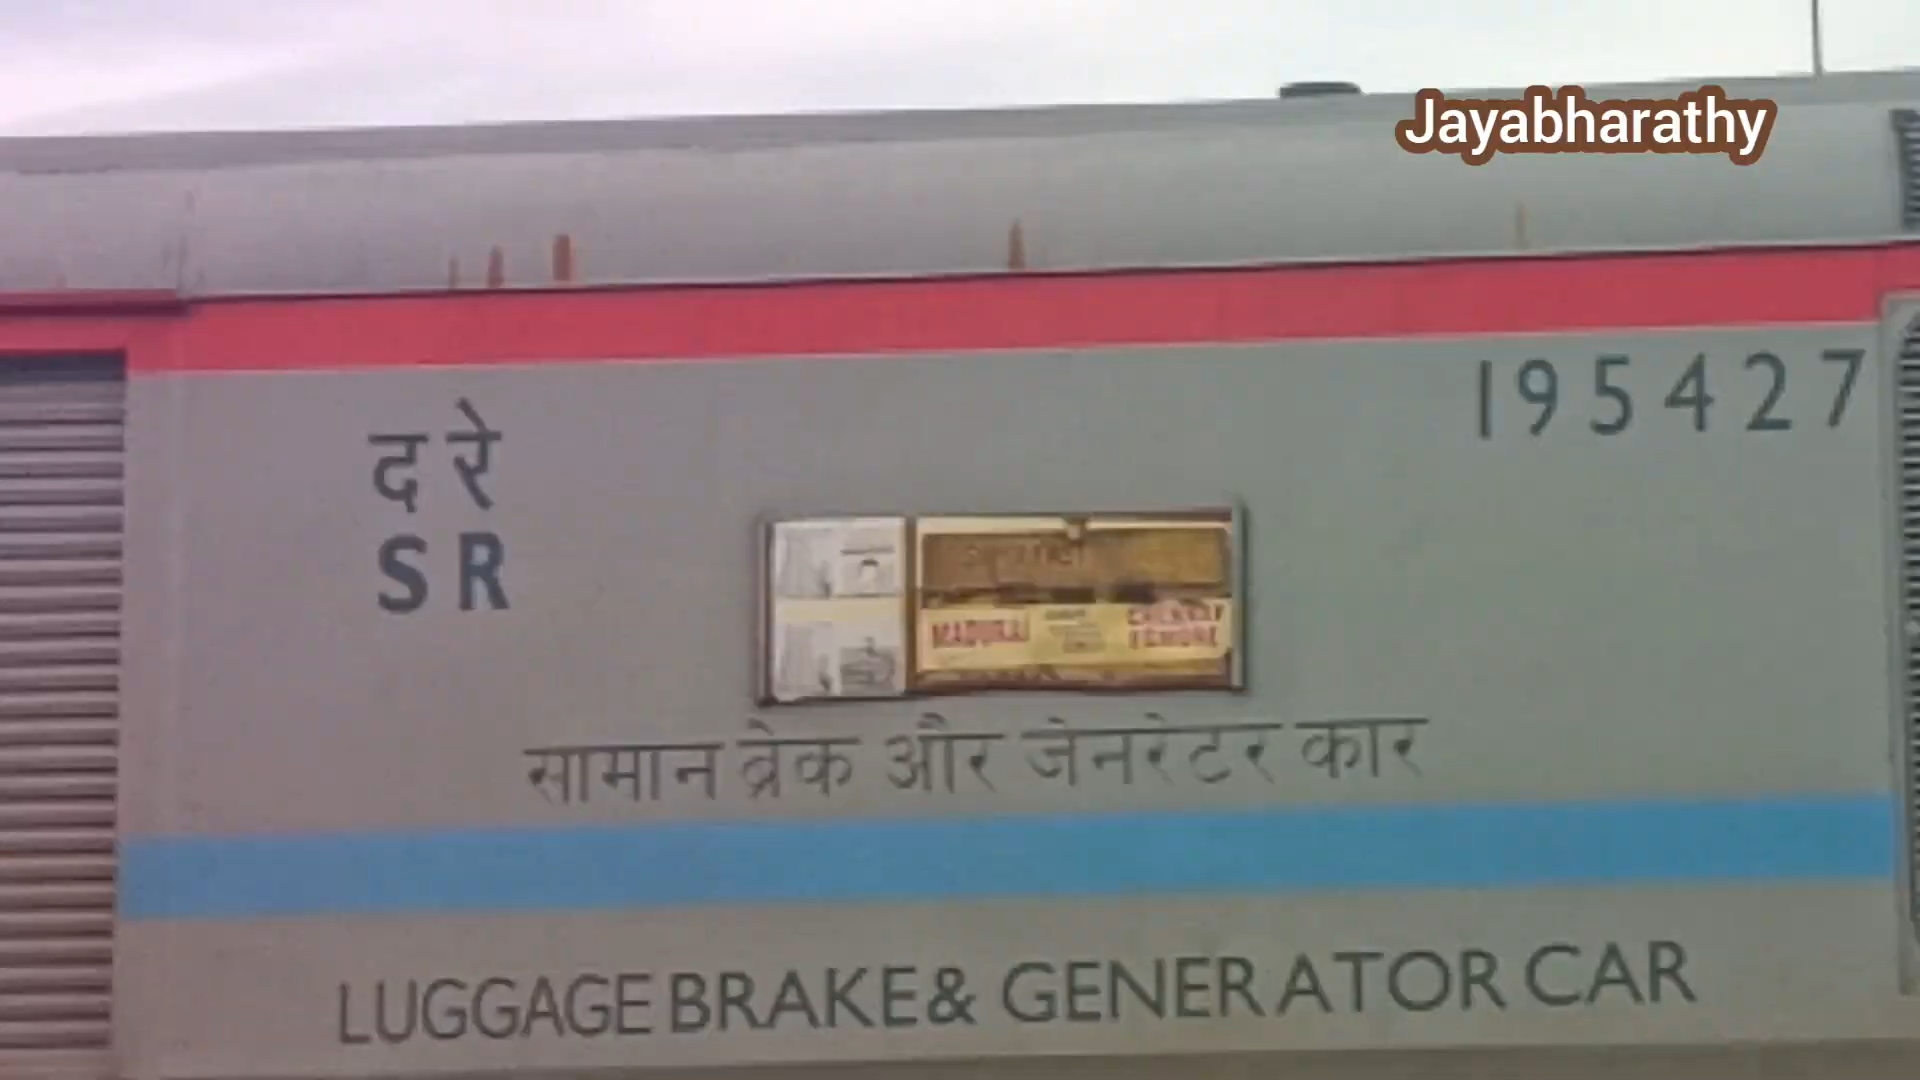 Jayabharathy
195427
द रे
SR
MADURAI
CHENNAI
EGMORE
सामान ब्रेक और जेनरेटर कार
LUGGAGE BRAKE & GENERATOR CAR